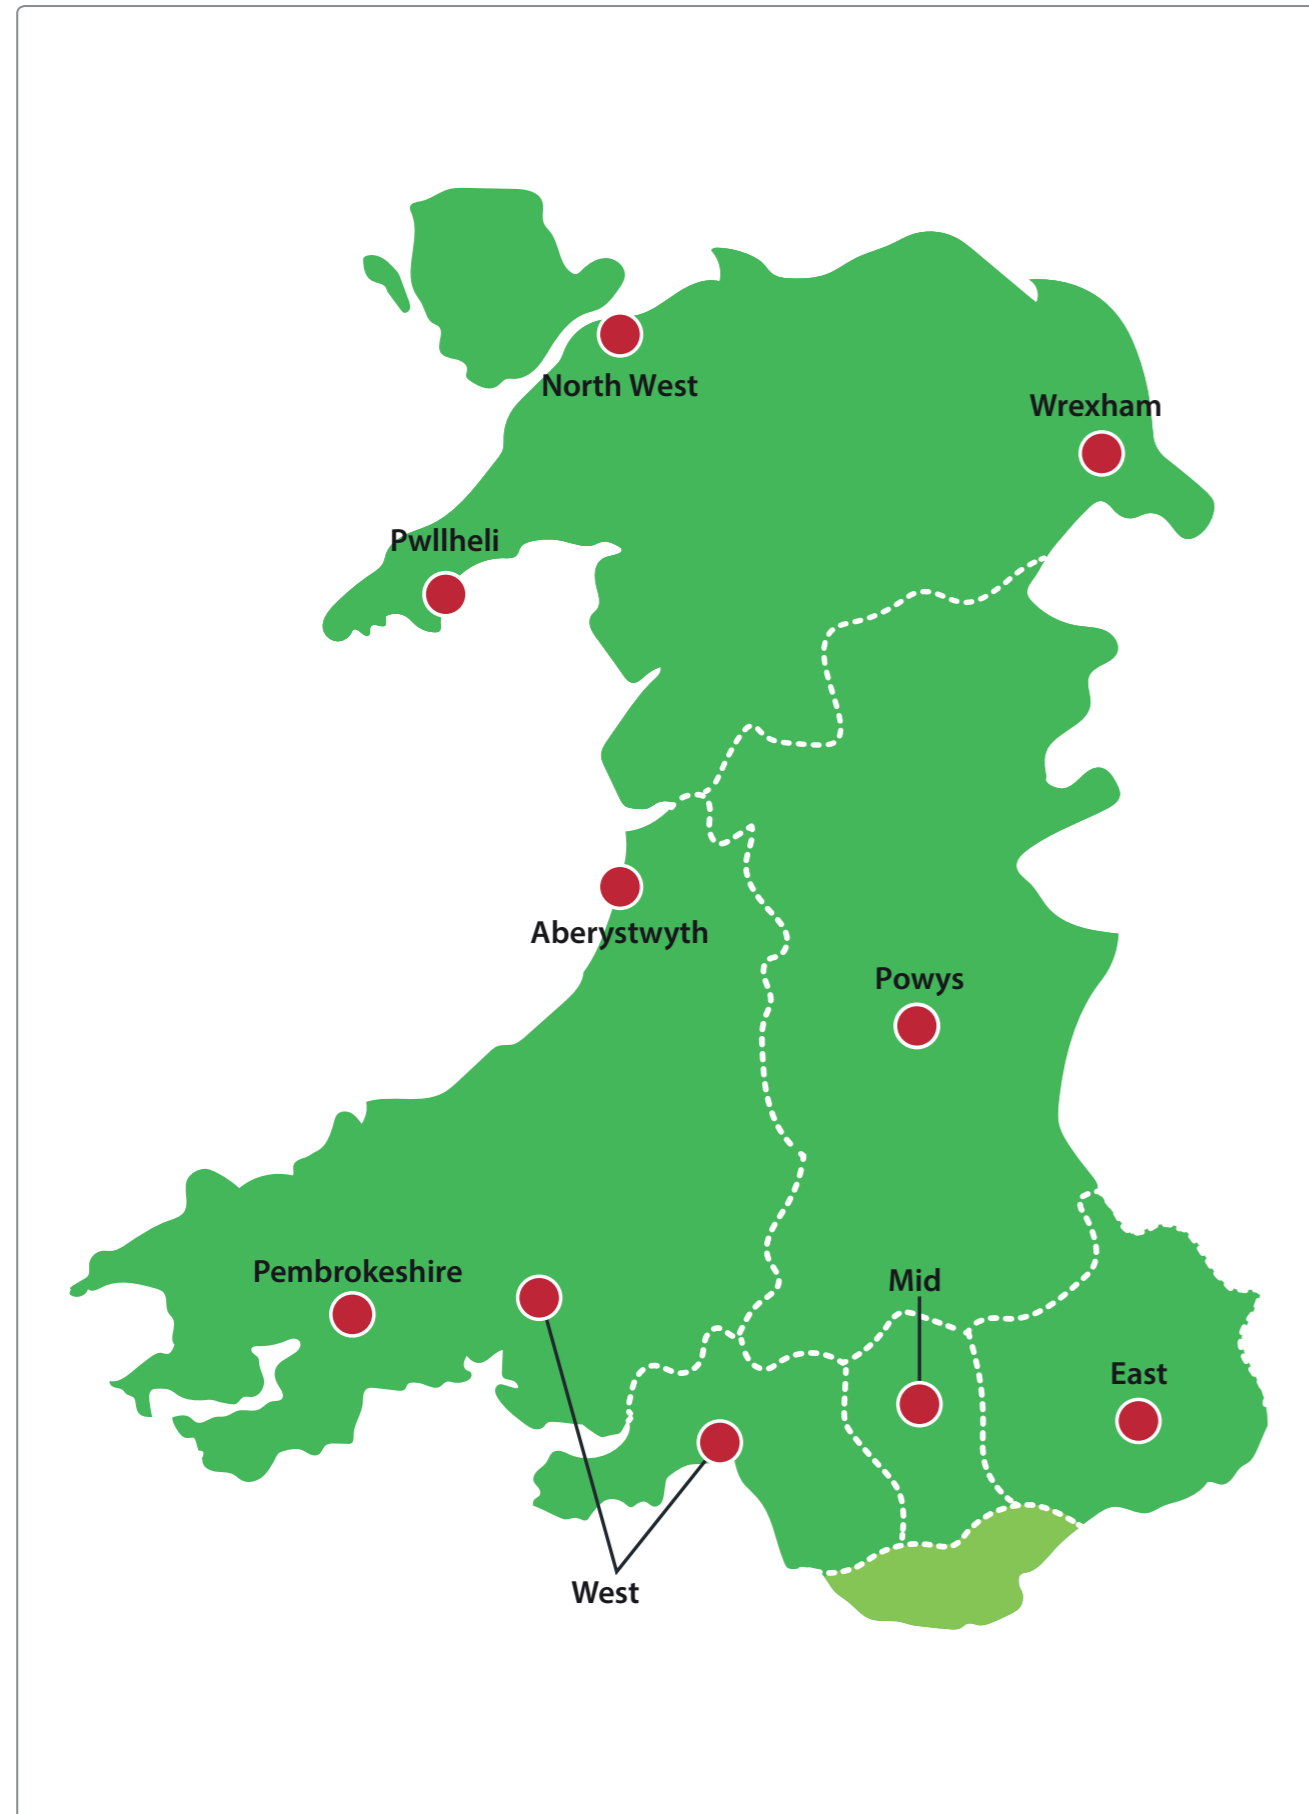 North West
Wrexham
Pwllheli
Aberystwyth
Powys
Pembrokeshire
Mid
East
West